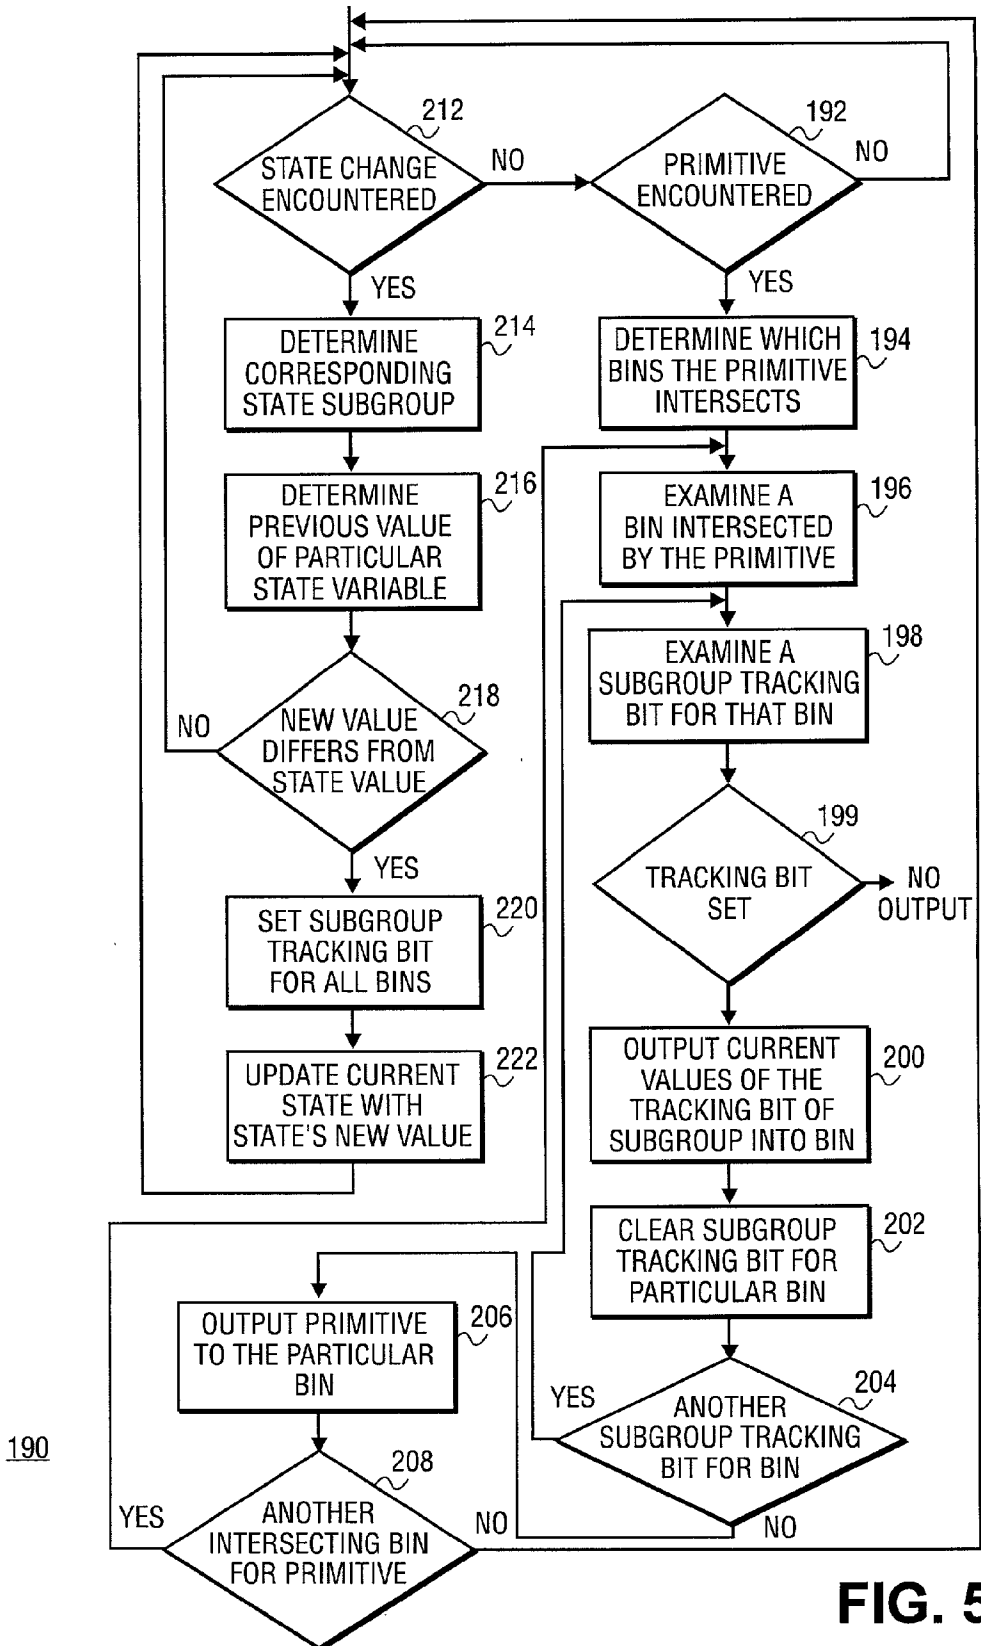 212
STATE CHANGE
ENCOUNTERED
NO
192
PRIMITIVE
ENCOUNTERED
NO
YES
YES
214
DETERMINE
CORRESPONDING
STATE SUBGROUP
194
DETERMINE WHICH
BINS THE PRIMITIVE
INTERSECTS
216
DETERMINE
PREVIOUS VALUE
OF PARTICULAR
STATE VARIABLE
196
EXAMINE A
BIN INTERSECTED
BY THE PRIMITIVE
198
EXAMINE A
SUBGROUP TRACKING
BIT FOR THAT BIN
218
NO
NEW VALUE
DIFFERS FROM
STATE VALUE
YES
199
TRACKING BIT
SET
NO
OUTPUT
220
SET SUBGROUP
TRACKING BIT
FOR ALL BINS
222
UPDATE CURRENT
STATE WITH
STATE'S NEW VALUE
200
OUTPUT CURRENT
VALUES OF THE
TRACKING BIT OF
SUBGROUP INTO BIN
202
CLEAR SUBGROUP
TRACKING BIT FOR
PARTICULAR BIN
206
OUTPUT PRIMITIVE
TO THE PARTICULAR
BIN
204
YES
ANOTHER
SUBGROUP TRACKING
BIT FOR BIN
NO
190
208
YES
ANOTHER
INTERSECTING BIN
FOR PRIMITIVE
NO
FIG. 5